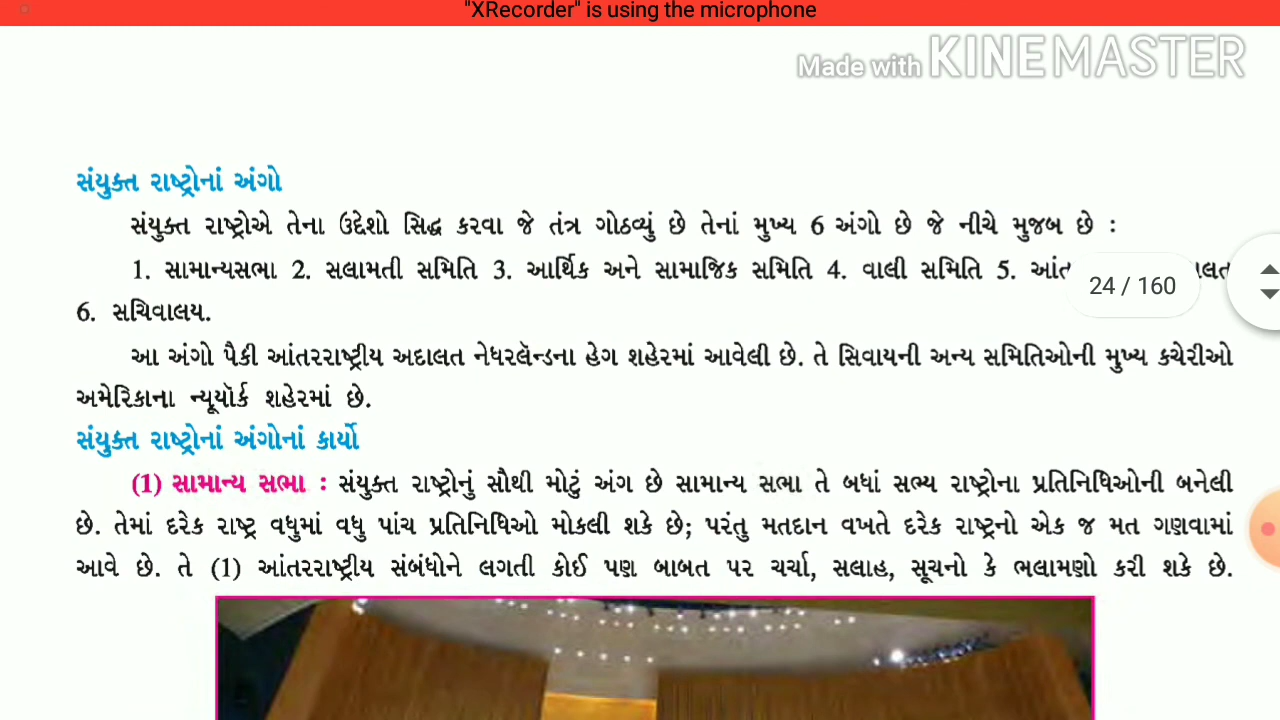 "XRecorder" is using the microphone
Made with KINEMASTER
સંયુક્ત રાષ્ટ્રોનાં અંગો
સંયુક્ત રાષ્ટ્રોએ તેના ઉદ્દેશો સિદ્ધ કરવા જે તંત્ર ગોઠવ્યું છે તેનાં મુખ્ય 6 અંગો છે જે નીચે મુજબ છે :
1. સામાન્યસભા 2. સલામતી સમિતિ 3. આર્થિક અને સામાજિક સમિતિ 4. વાલી સમિતિ 5.
24 / 160
6. સચિવાલય.
આ અંગો પૈકી આંતરરાષ્ટ્રીય અદાલત નેધરલૅન્ડના હેગ શહેરમાં આવેલી છે. તે સિવાયની અન્ય સમિતિઓની મુખ્ય કચેરીઓ
અમેરિકાના ન્યૂયૉર્ક શહેરમાં છે.
સંયુક્ત રાષ્ટ્રોનાં અંગોનાં કાર્યો
(1) સામાન્ય સભા : સંયુક્ત રાષ્ટ્રોનું સૌથી મોટું અંગ છે સામાન્ય સભા તે બધાં સભ્ય રાષ્ટ્રોના પ્રતિનિધિઓની બનેલી
છે. તેમાં દરેક રાષ્ટ્ર વધુમાં વધુ પાંચ પ્રતિનિધિઓ મોકલી શકે છે; પરંતુ મતદાન વખતે દરેક રાષ્ટ્રનો એક જ મત ગણવામાં
આવે છે. તે (1) આંતરરાષ્ટ્રીય સંબંધોને લગતી કોઈ પણ બાબત પર ચર્ચા, સલાહ, સૂચનો કે ભલામણો કરી શકે છે.